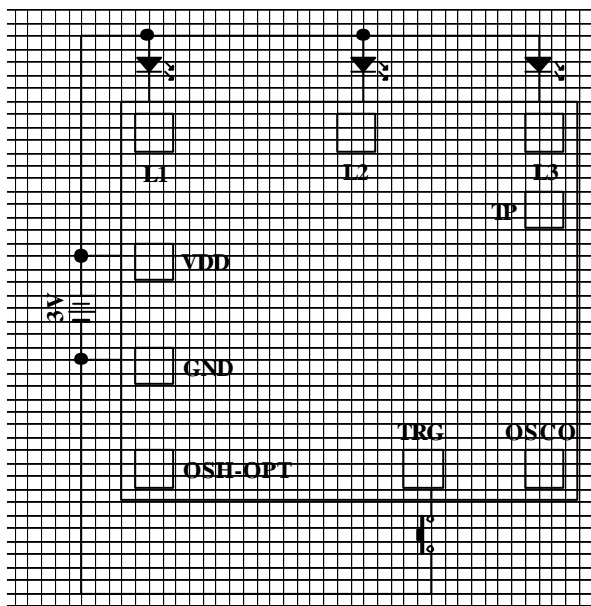 L1 L2 L3
TP
VDD
3V
GND
TRG OSCO
OSH-OPT